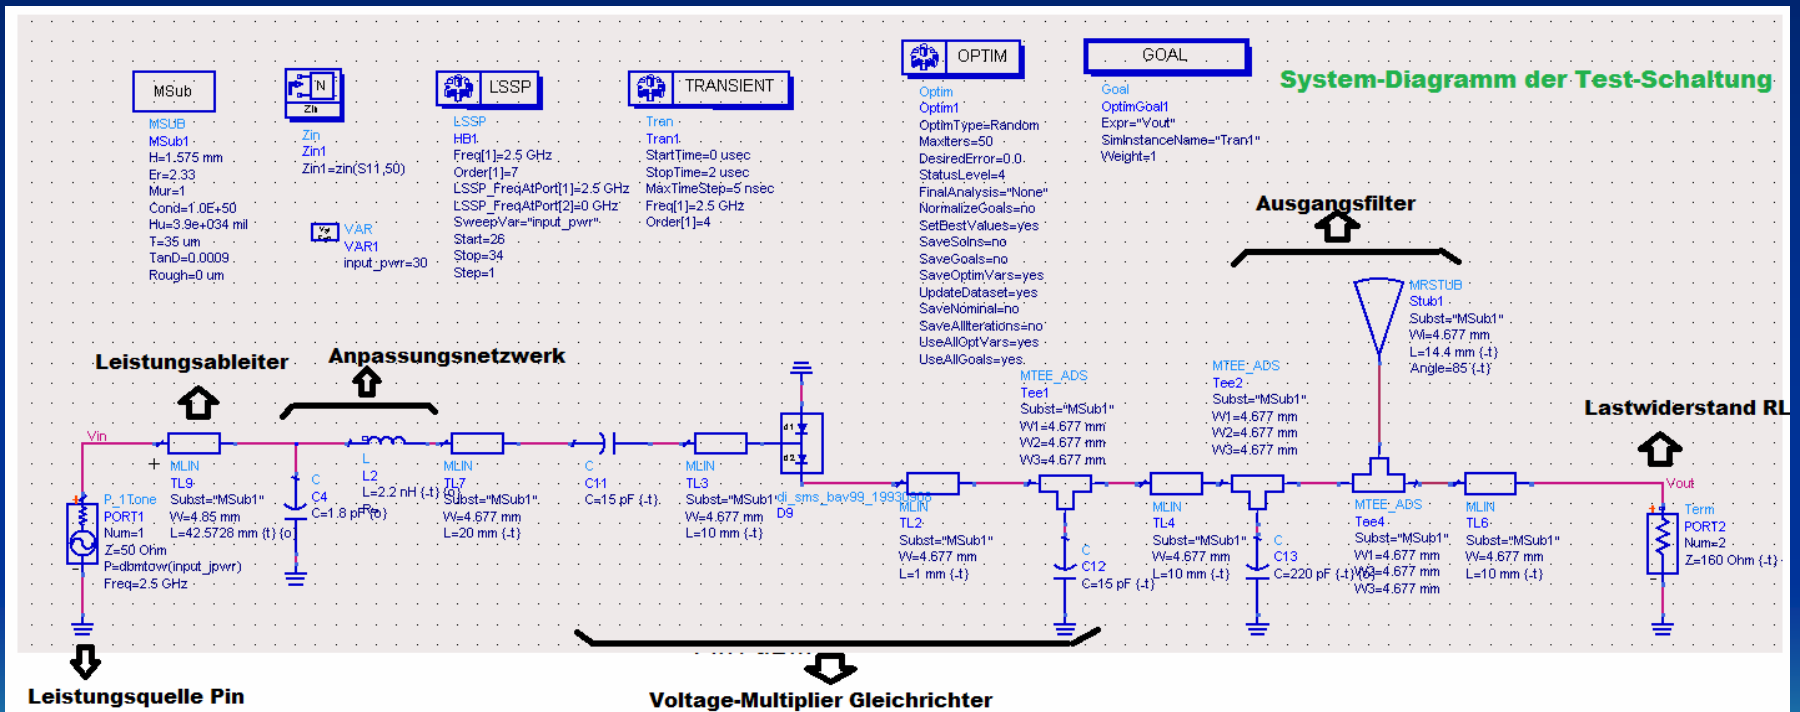 System-Diagramm der Test-Schaltung
MSub
MSUB
MSub1
H=1.575 mm
Er=2.33
Mur=1
Cond=1.0E+50
Hu=3.9e+034 mil
T=35 um
TanD=0.0009
Rough=0 um
N
Zin
Zin
Zin1
Zin1=zin(S11,50)
VAR
VAR1
input_pwr=30
LSSP
LSSP
HB1
Freq[1]=2.5 GHz
Order[1]=7
LSSP_FreqAtPort[1]=2.5 GHz
LSSP_FreqAtPort[2]=0 GHz
SweepVar="input_pwr"
Start=26
Stop=34
Step=1
TRANSIENT
Tran
Tran1
StartTime=0 usec
StopTime=2 usec
MaxTimeStep=5 nsec
Freq[1]=2.5 GHz
Order[1]=4
OPTIM
Optim
Optim1
OptimType=Random
MaxIters=50
DesiredError=0.0
StatusLevel=4
FinalAnalysis="None"
NormalizeGoals=no
SetBestValues=yes
SaveSolns=no
SaveGoals=no
SaveOptimVars=yes
UpdateDataset=yes
SaveNominal=no
SaveAllIterations=no
UseAllOptVars=yes
UseAllGoals=yes
GOAL
Goal
OptimGoal1
Expr="Vout"
SimInstanceName="Tran1"
Weight=1
Ausgangsfilter
MRSTUB
Stub1
Subst="MSub1"
Wi=4.677 mm
L=14.4 mm {-t}
Angle=85 {-t}
Leistungsableiter
Anpassungsnetzwerk
Lastwiderstand RL
Vin
P_1Tone
PORT1
Num=1
Z=50 Ohm
P=dbmtow(input_pwr)
Freq=2.5 GHz
MLIN
TL9
Subst="MSub1"
W=4.85 mm
L=42.5728 mm {t} {o}
C
C4
C=1.8 pF {o}
L
L2
L=2.2 nH {-t} {o}
MLIN
TL7
Subst="MSub1"
W=4.677 mm
L=20 mm {-t}
C
C11
C=15 pF {-t}
MLIN
TL3
Subst="MSub1"
W=4.677 mm
L=10 mm {-t}
d1
d2
di_sms_bav99_19930908
D9
MLIN
TL2
Subst="MSub1"
W=4.677 mm
L=1 mm {-t}
MTEE_ADS
Tee1
Subst="MSub1"
W1=4.677 mm
W2=4.677 mm
W3=4.677 mm
C
C12
C=15 pF {-t}
MLIN
TL4
Subst="MSub1"
W=4.677 mm
L=10 mm {-t}
MTEE_ADS
Tee2
Subst="MSub1"
W1=4.677 mm
W2=4.677 mm
W3=4.677 mm
C
C13
C=220 pF {-t} {o}
MTEE_ADS
Tee4
Subst="MSub1"
W1=4.677 mm
W2=4.677 mm
W3=4.677 mm
MLIN
TL6
Subst="MSub1"
W=4.677 mm
L=10 mm {-t}
Vout
Term
PORT2
Num=2
Z=160 Ohm {-t}
Leistungsquelle Pin
Voltage-Multiplier Gleichrichter